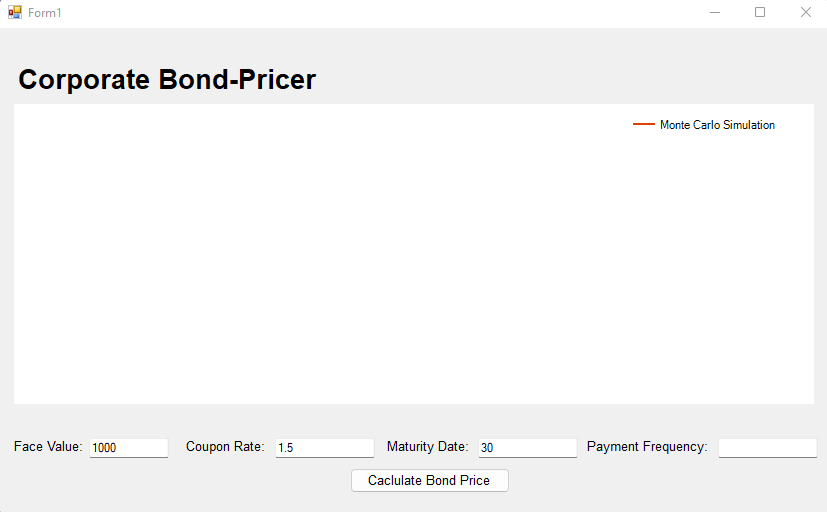 Form1
Corporate Bond-Pricer
Monte Carlo Simulation
Face Value: 1000 Coupon Rate: 1.5 Maturity Date: 30 Payment Frequency:
Caclulate Bond Price